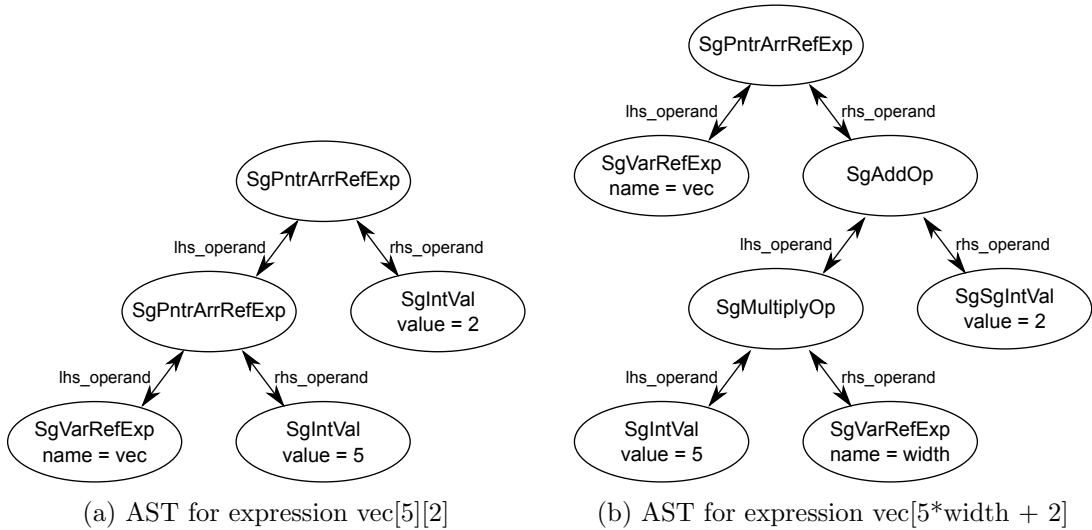 SgPntrArrRefExp
lhs_operand
rhs_operand
SgPntrArrRefExp
SgIntVal
value = 2
lhs_operand
rhs_operand
SgVarRefExp
name = vec
SgIntVal
value = 5
(a) AST for expression vec[5][2]
SgPntrArrRefExp
lhs_operand
rhs_operand
SgVarRefExp
name = vec
SgAddOp
lhs_operand
rhs_operand
SgMultiplyOp
SgSgIntVal
value = 2
lhs_operand
rhs_operand
SgIntVal
value = 5
SgVarRefExp
name = width
(b) AST for expression vec[5*width + 2]